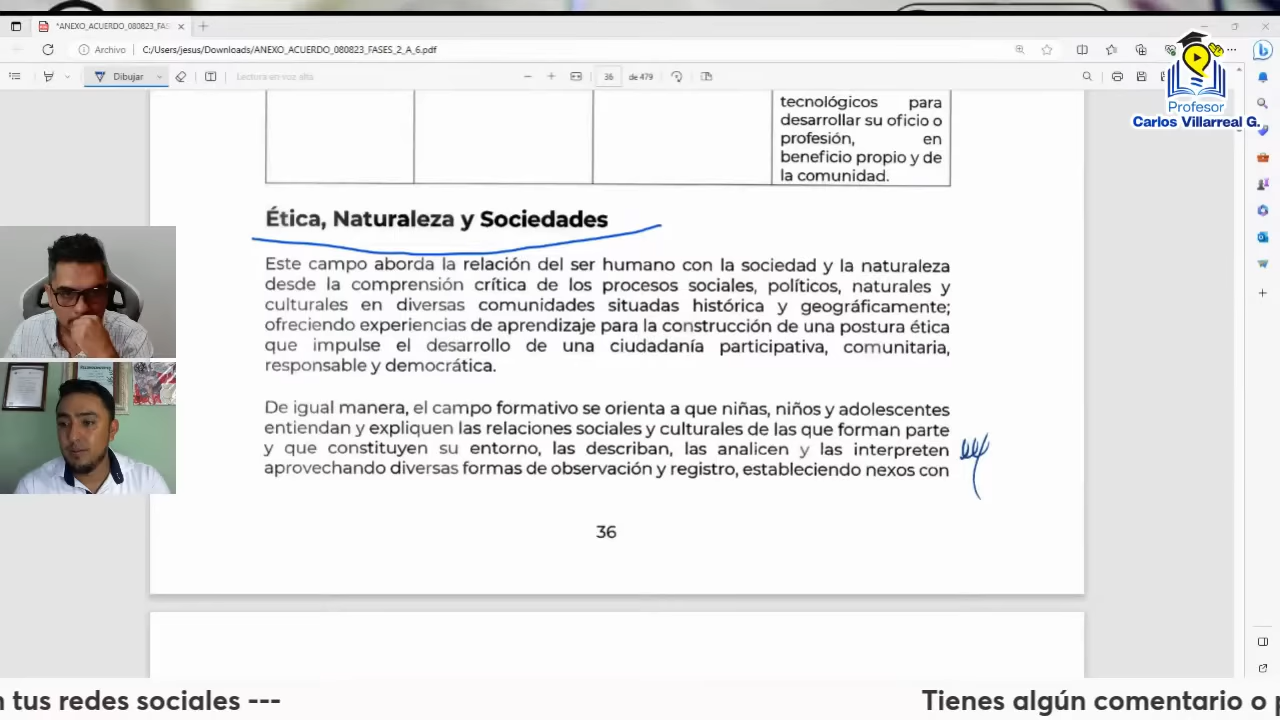 *ANEXO_ACUERDO_080823_FAS
Archivo
C:/Users/jesus/Downloads/ANEXO_ACUERDO_080823_FASES_2_A_6.pdf
Dibujar
Lectura en voz alta
36
de 479
Profesor
Carlos Villarreal G.
tecnológicos para
desarrollar su oficio o
profesión, en
beneficio propio y de
la comunidad.
Ética, Naturaleza y Sociedades
Este campo aborda la relación del ser humano con la sociedad y la naturaleza
desde la comprensión crítica de los procesos sociales, políticos, naturales y
culturales en diversas comunidades situadas histórica y geográficamente;
ofreciendo experiencias de aprendizaje para la construcción de una postura ética
que impulse el desarrollo de una ciudadanía participativa, comunitaria,
responsable y democrática.
De igual manera, el campo formativo se orienta a que niñas, niños y adolescentes
entiendan y expliquen las relaciones sociales y culturales de las que forman parte
y que constituyen su entorno, las describan, las analicen y las interpreten
aprovechando diversas formas de observación y registro, estableciendo nexos con
36
n tus redes sociales ---
Tienes algún comentario o p